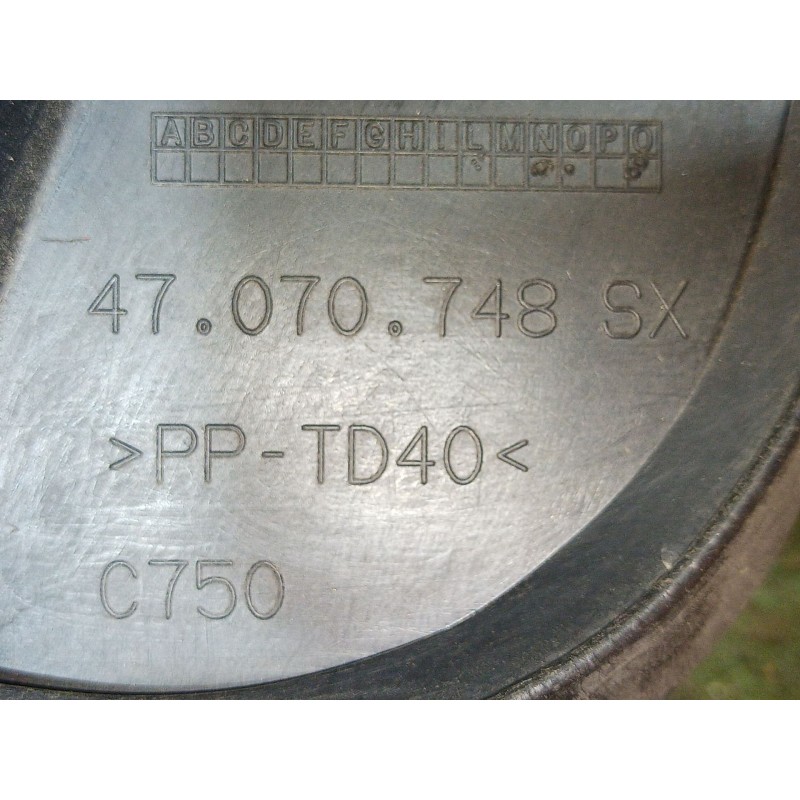 ABCDEFGHILMNOPQ
47.070.748 SX
>PP-TD40<
C750